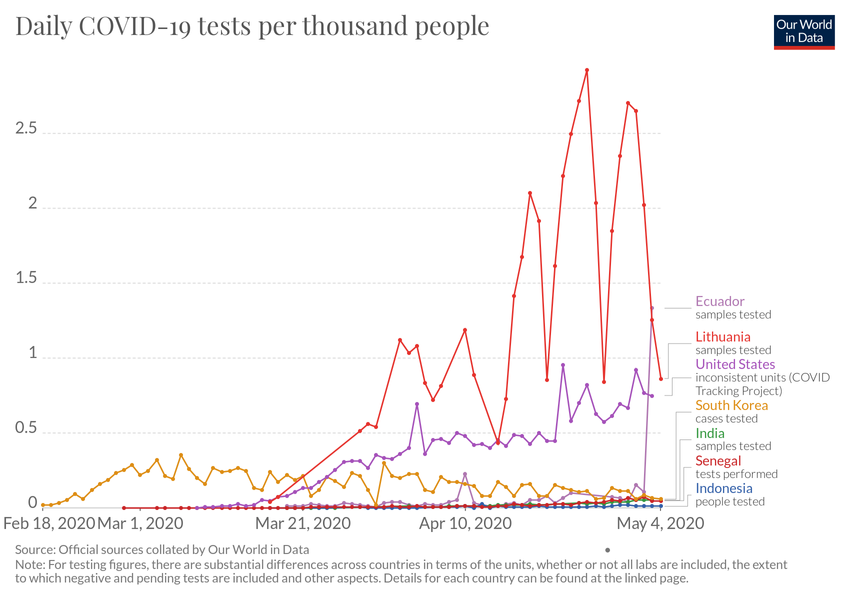 Daily COVID-19 tests per thousand people
Our World
in Data
2.5
2
1.5
1
0.5
0
Ecuador
samples tested
Lithuania
samples tested
United States
inconsistent units (COVID
Tracking Project)
South Korea
cases tested
India
samples tested
Senegal
tests performed
Indonesia
people tested
Feb 18, 2020 Mar 1, 2020 Mar 21, 2020 Apr 10, 2020 May 4, 2020
Source: Official sources collated by Our World in Data
Note: For testing figures, there are substantial differences across countries in terms of the units, whether or not all labs are included, the extent
to which negative and pending tests are included and other aspects. Details for each country can be found at the linked page.